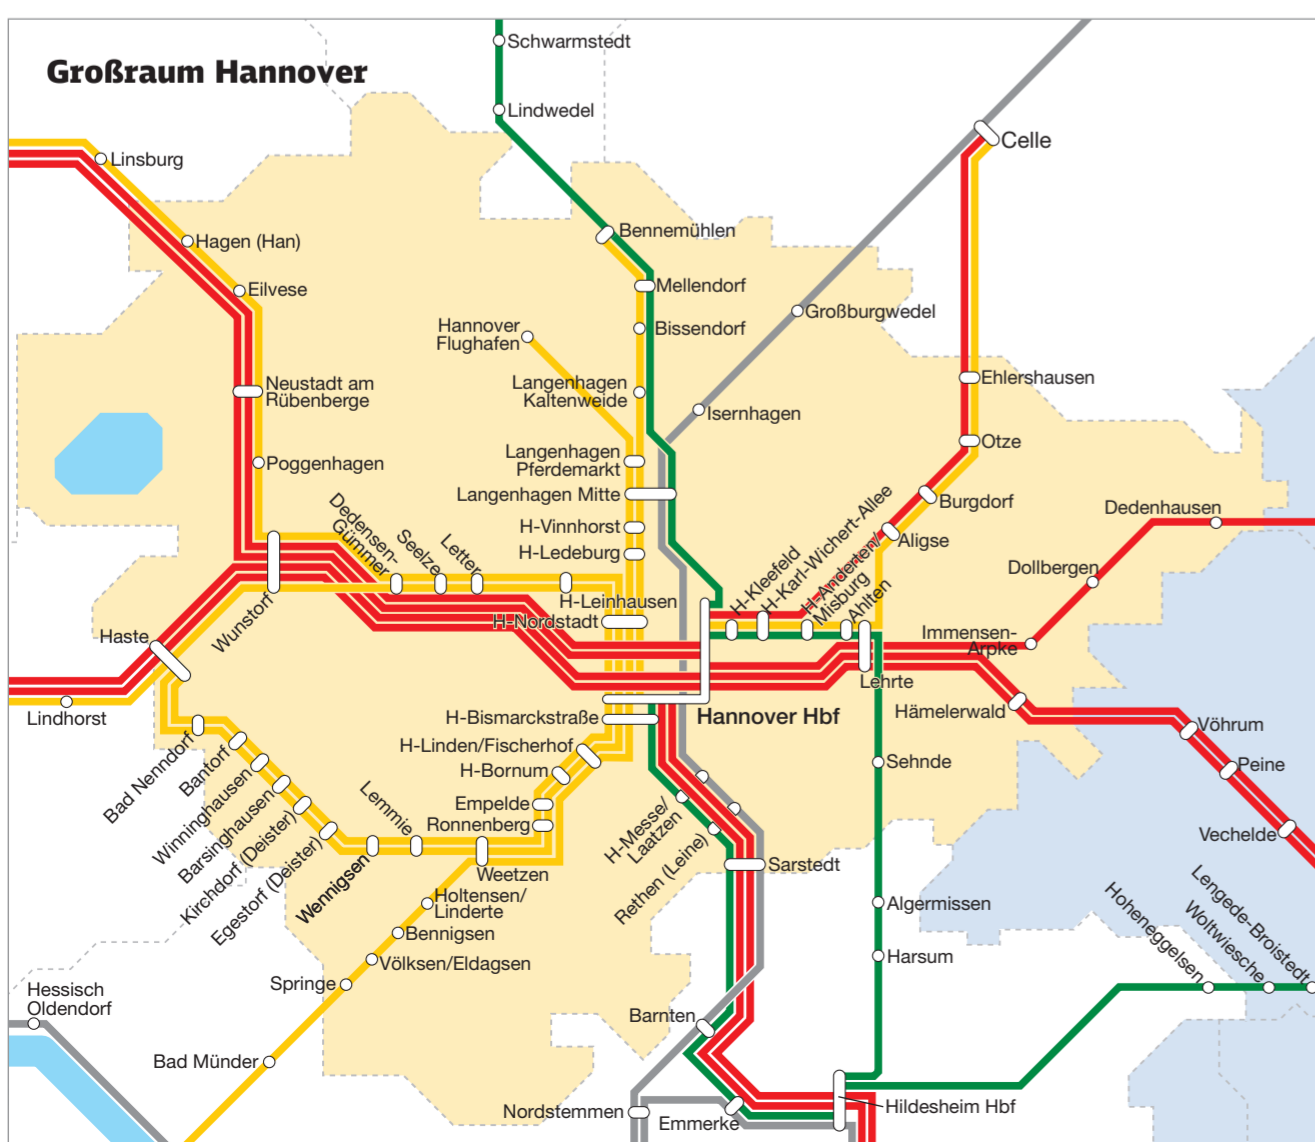 Großraum Hannover
Schwarmstedt
Lindwedel
Linsburg
Celle
Hagen (Han)
Bennemühlen
Eilvese
Mellendorf
Großburgwedel
Hannover
Flughafen
Bissendorf
Neustadt am
Rübenberge
Langenhagen
Kaltenweide
Ehlershausen
Isernhagen
Otze
Poggenhagen
Langenhagen
Pferdemarkt
Langenhagen Mitte
Burgdorf
Dedenhausen
H-Vinnhorst
H-Ledeburg
Aligse
Dollbergen
Dedensen-
Gümmer
Seelze
Letter
H-Leinhausen
H-Nordstadt
H-Kleefeld
H-Karl-Wichert-Allee
H-Anderten/
Misburg
Ahlten
Immensen-
Arpke
Haste
Wunstorf
Lehrte
Lindhorst
H-Bismarckstraße
Hannover Hbf
Hämelerwald
Vöhrum
H-Linden/Fischerhof
H-Bornum
Sehnde
Peine
Bad Nenndorf
Bantorf
Winninghausen
Barsinghausen
Kirchdorf (Deister)
Egestorf (Deister)
Wennigsen
Lemmie
Empelde
Ronnenberg
Weetzen
H-Messe/
Laatzen
Rethen (Leine)
Vechelde
Sarstedt
Holtensen/
Linderte
Algermissen
Bennigsen
Harsum
Völksen/Eldagsen
Springe
Hoheneggelsen
Woltwiesche
Lengede-Broistedt
Hessisch
Oldendorf
Barnten
Bad Münder
Nordstemmen
Emmerke
Hildesheim Hbf